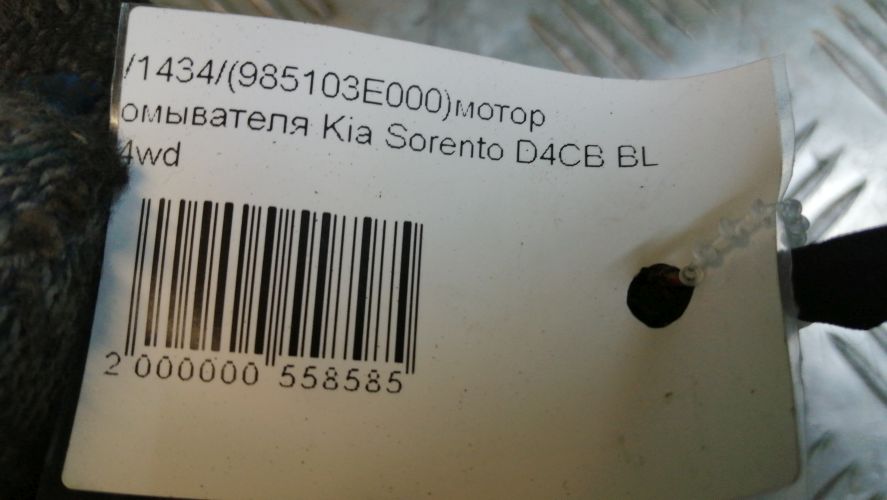 /1434/(985103E000)мотор
омывателя Kia Sorento D4CB BL
4wd
2 000000 558585